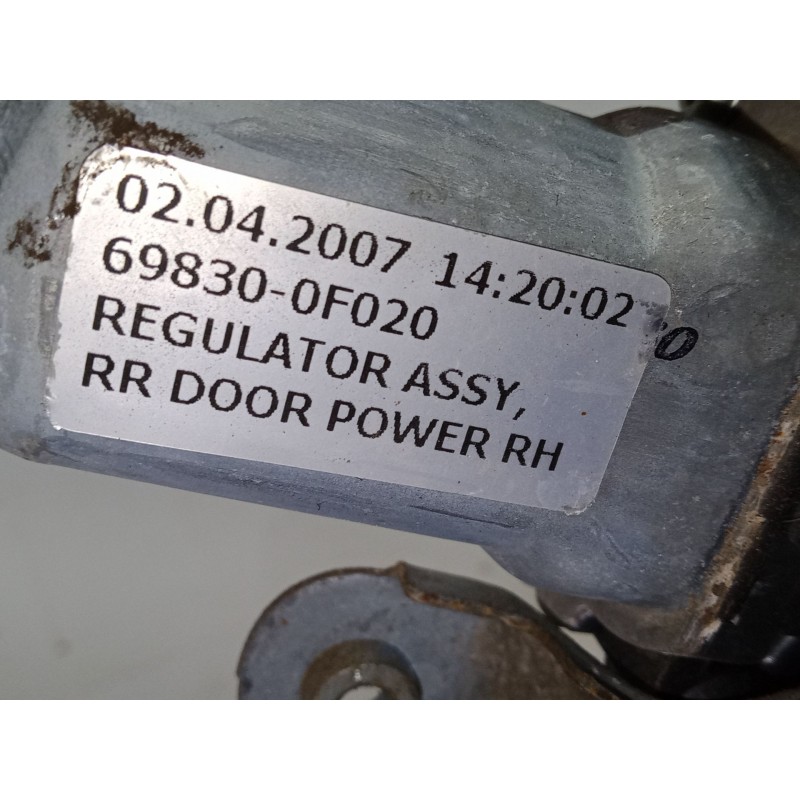 02.04.2007 14:20:02
69830-0F020
REGULATOR ASSY,
RR DOOR POWER RH